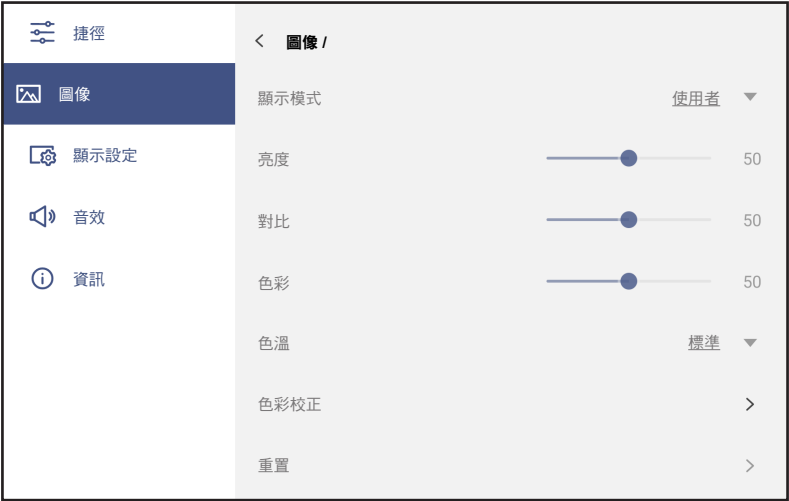 捷徑
圖像
顯示設定
音效
資訊
圖像 /
顯示模式 使用者
亮度 50
對比 50
色彩 50
色溫 標準
色彩校正
重置